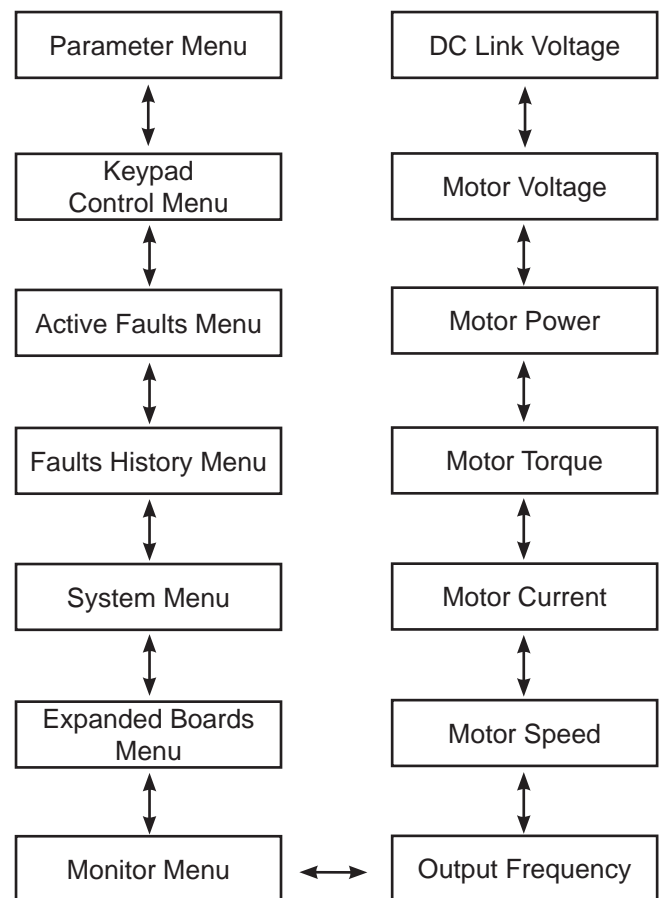 Parameter Menu
Keypad
Control Menu
Active Faults Menu
Faults History Menu
System Menu
Expanded Boards
Menu
Monitor Menu
DC Link Voltage
Motor Voltage
Motor Power
Motor Torque
Motor Current
Motor Speed
Output Frequency